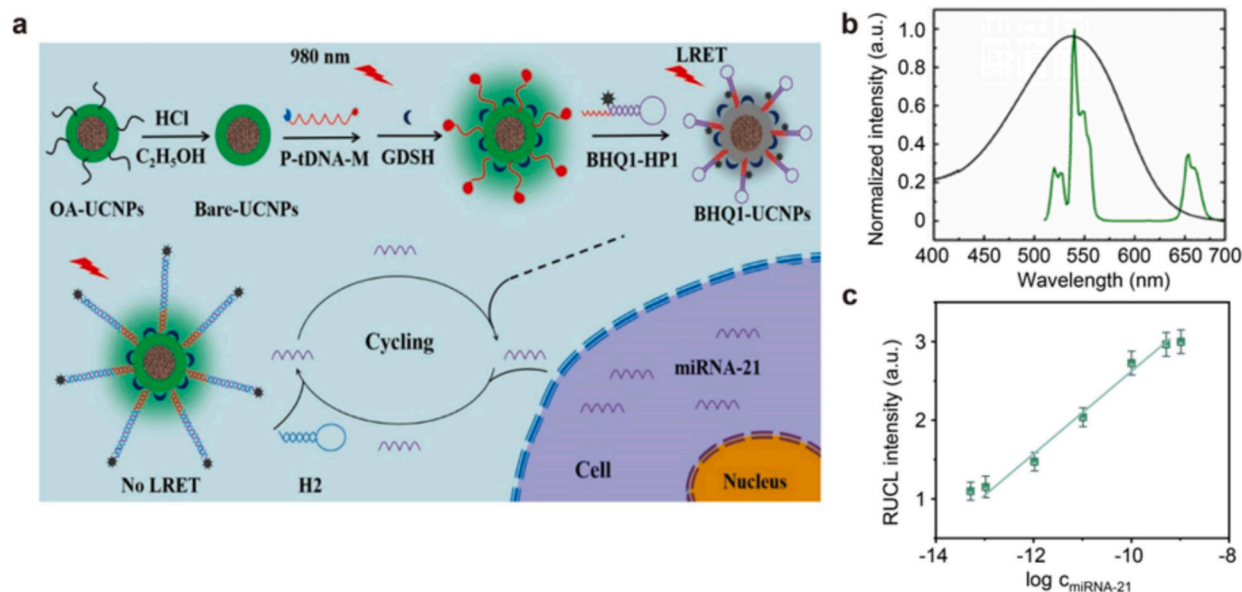 a
980 nm
LRET
HCl
C₂H₅OH
P-tDNA-M
GDSH
BHQ1-HP1
OA-UCNPs
Bare-UCNPs
BHQ1-UCNPs
Cycling
miRNA-21
Cell
Nucleus
No LRET
H2
b
Normalized intensity (a.u.)
1.0
0.8
0.6
0.4
0.2
0
400
450
500
550
600
650
700
Wavelength (nm)
c
RUCL intensity (a.u.)
3
2
1
-14
-12
-10
-8
log cmiRNA-21